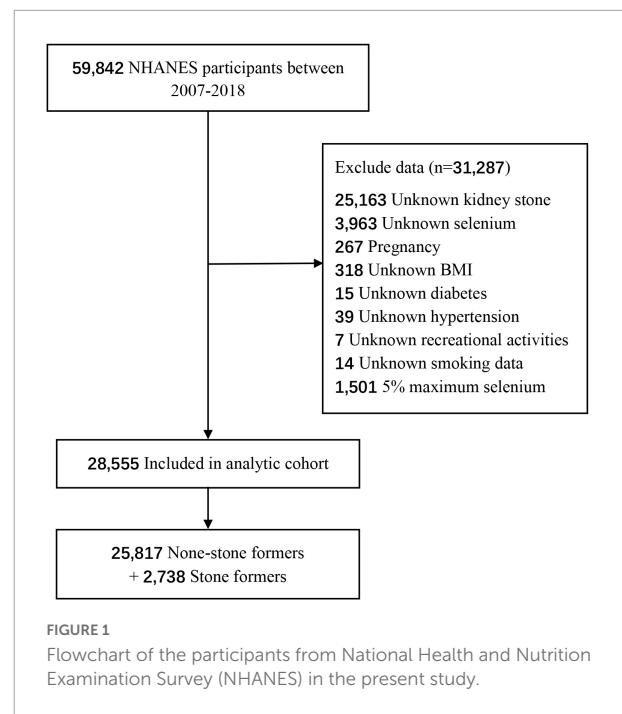 59,842 NHANES participants between
2007-2018
Exclude data (n=31,287)
25,163 Unknown kidney stone
3,963 Unknown selenium
267 Pregnancy
318 Unknown BMI
15 Unknown diabetes
39 Unknown hypertension
7 Unknown recreational activities
14 Unknown smoking data
1,501 5% maximum selenium
28,555 Included in analytic cohort
25,817 None-stone formers
+ 2,738 Stone formers
FIGURE 1
Flowchart of the participants from National Health and Nutrition
Examination Survey (NHANES) in the present study.